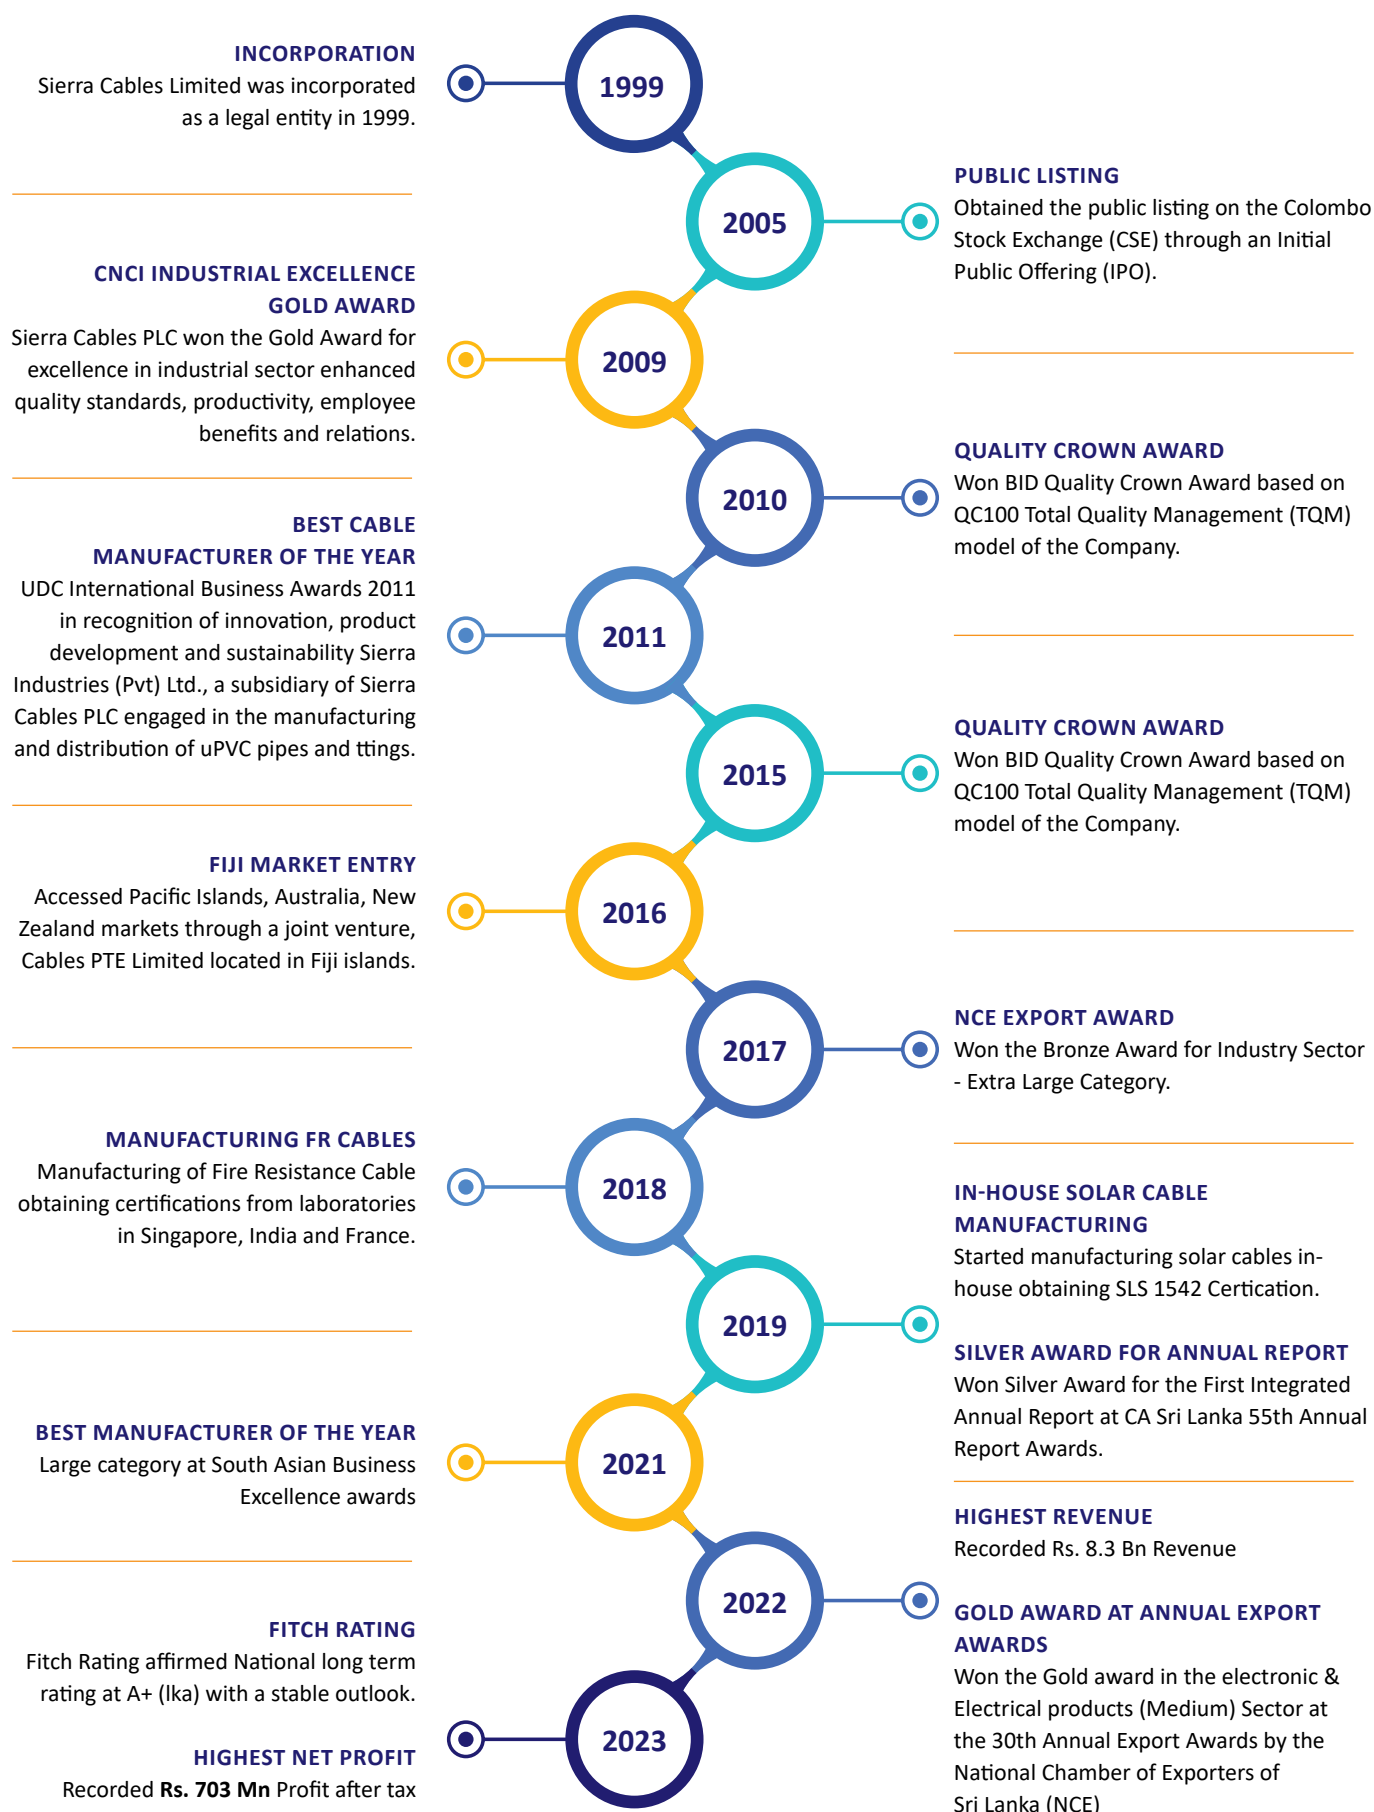 INCORPORATION
Sierra Cables Limited was incorporated
as a legal entity in 1999.
1999
PUBLIC LISTING
Obtained the public listing on the Colombo
Stock Exchange (CSE) through an Initial
Public Offering (IPO).
2005
CNCI INDUSTRIAL EXCELLENCE
GOLD AWARD
Sierra Cables PLC won the Gold Award for
excellence in industrial sector enhanced
quality standards, productivity, employee
benefits and relations.
2009
QUALITY CROWN AWARD
Won BID Quality Crown Award based on
QC100 Total Quality Management (TQM)
model of the Company.
2010
BEST CABLE
MANUFACTURER OF THE YEAR
UDC International Business Awards 2011
in recognition of innovation, product
development and sustainability Sierra
Industries (Pvt) Ltd., a subsidiary of Sierra
Cables PLC engaged in the manufacturing
and distribution of uPVC pipes and ttings.
2011
QUALITY CROWN AWARD
Won BID Quality Crown Award based on
QC100 Total Quality Management (TQM)
model of the Company.
2015
FIJI MARKET ENTRY
Accessed Pacific Islands, Australia, New
Zealand markets through a joint venture,
Cables PTE Limited located in Fiji islands.
2016
NCE EXPORT AWARD
Won the Bronze Award for Industry Sector
- Extra Large Category.
2017
MANUFACTURING FR CABLES
Manufacturing of Fire Resistance Cable
obtaining certifications from laboratories
in Singapore, India and France.
2018
IN-HOUSE SOLAR CABLE
MANUFACTURING
Started manufacturing solar cables in-
house obtaining SLS 1542 Certication.
SILVER AWARD FOR ANNUAL REPORT
Won Silver Award for the First Integrated
Annual Report at CA Sri Lanka 55th Annual
Report Awards.
2019
BEST MANUFACTURER OF THE YEAR
Large category at South Asian Business
Excellence awards
2021
HIGHEST REVENUE
Recorded Rs. 8.3 Bn Revenue
GOLD AWARD AT ANNUAL EXPORT
AWARDS
Won the Gold award in the electronic &
Electrical products (Medium) Sector at
the 30th Annual Export Awards by the
National Chamber of Exporters of
Sri Lanka (NCE)
2022
FITCH RATING
Fitch Rating affirmed National long term
rating at A+ (lka) with a stable outlook.
HIGHEST NET PROFIT
Recorded Rs. 703 Mn Profit after tax
2023